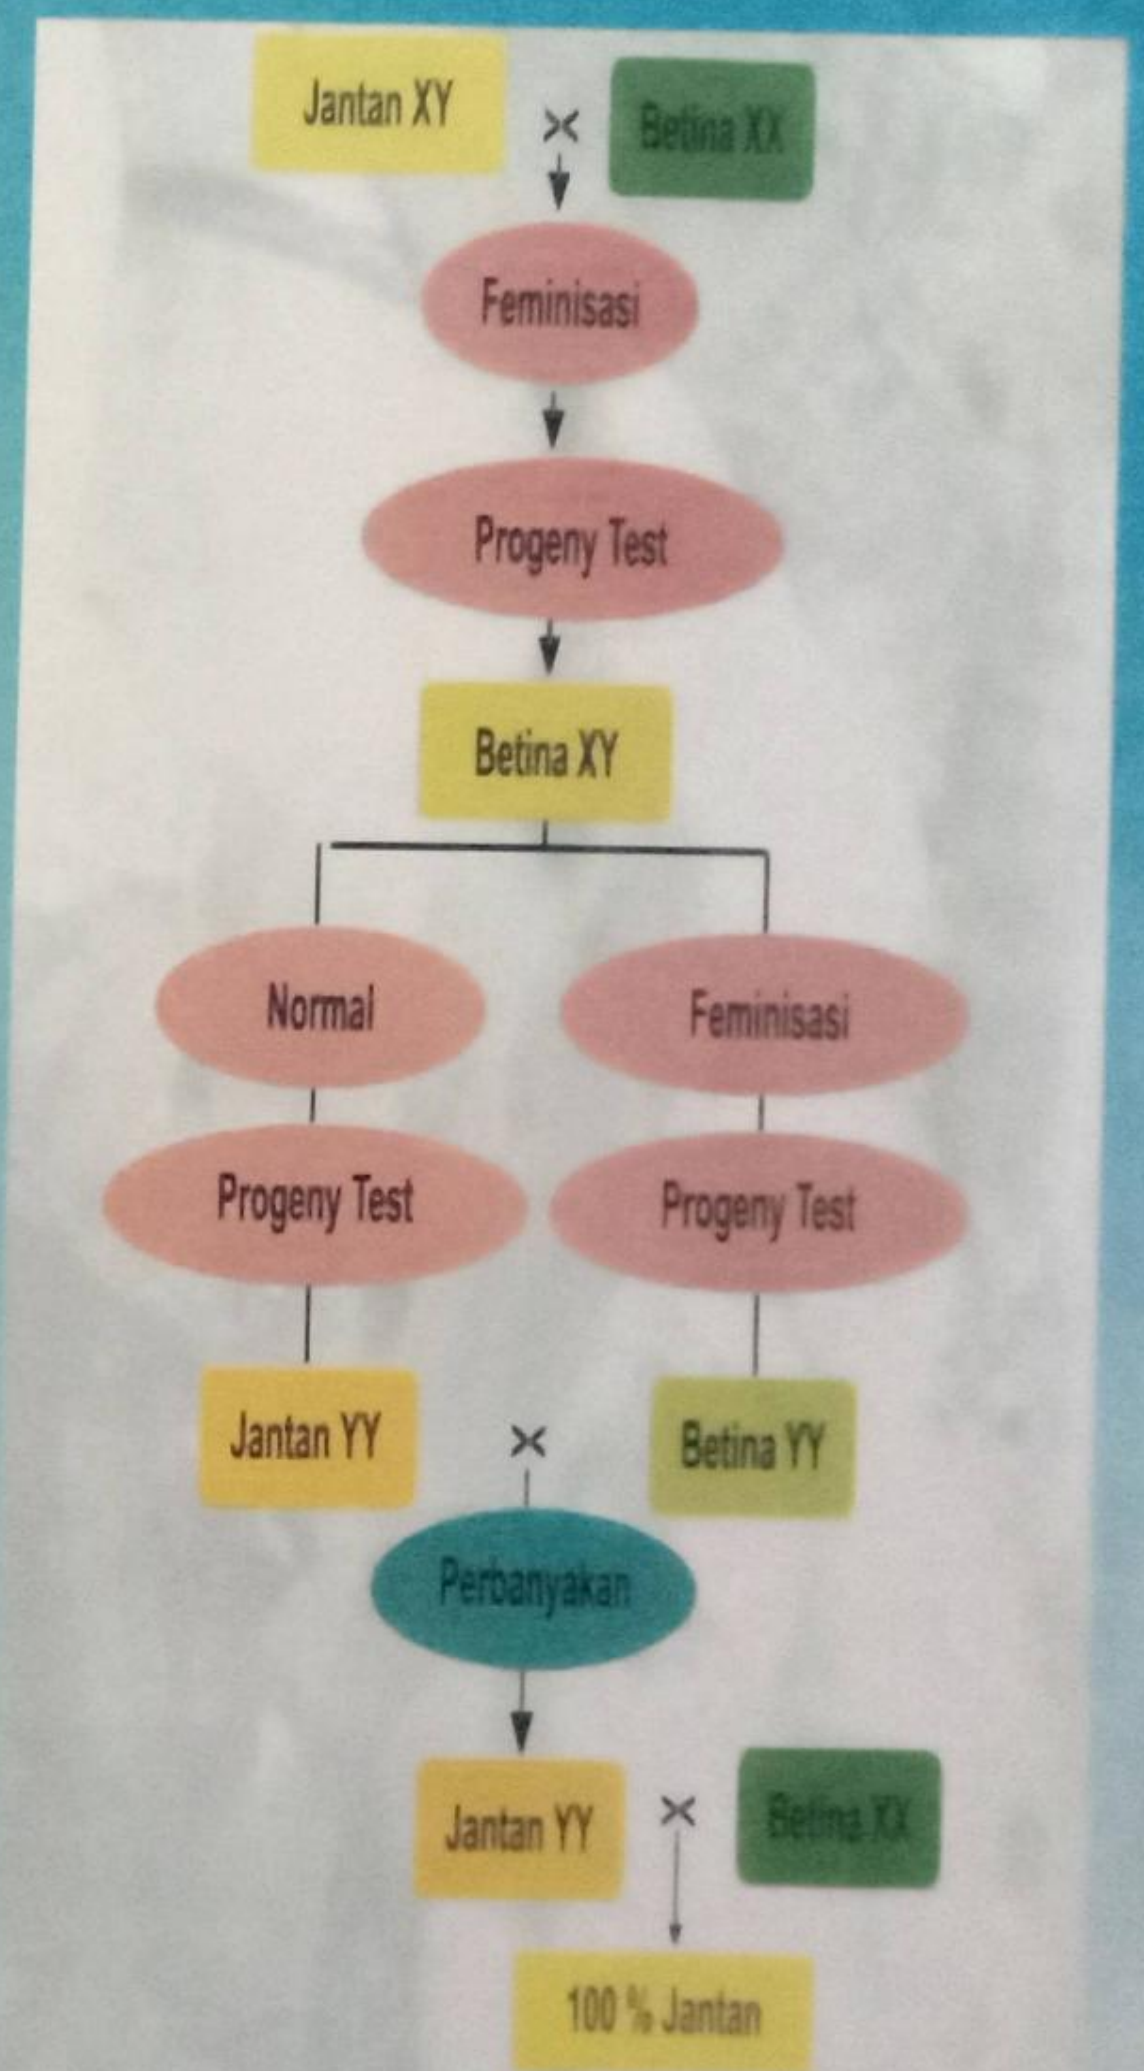 Jantan XY
×
Betina XX
Feminisasi
Progeny Test
Betina XY
Normal
Feminisasi
Progeny Test
Progeny Test
Jantan YY
×
Betina YY
Perbanyakan
Jantan YY
×
Betina XX
100 % Jantan